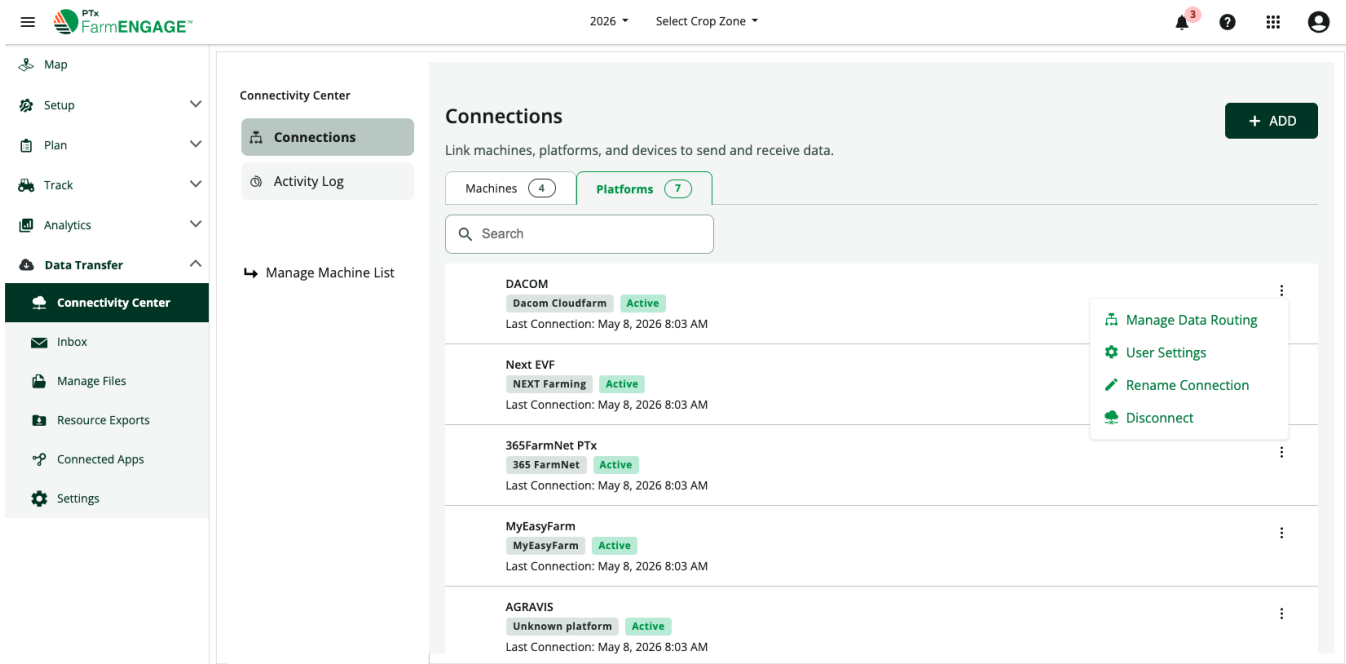 PTx
FarmENGAGE™
2026
Select Crop Zone
3
Map
Setup
Plan
Track
Analytics
Data Transfer
Connectivity Center
Inbox
Manage Files
Resource Exports
Connected Apps
Settings
Connectivity Center
Connections
Activity Log
Manage Machine List
Connections
+ ADD
Link machines, platforms, and devices to send and receive data.
Machines 4
Platforms 7
Search
DACOM
Dacom Cloudfarm Active
Last Connection: May 8, 2026 8:03 AM
Manage Data Routing
User Settings
Rename Connection
Disconnect
Next EVF
NEXT Farming Active
Last Connection: May 8, 2026 8:03 AM
365FarmNet PTx
365 FarmNet Active
Last Connection: May 8, 2026 8:03 AM
MyEasyFarm
MyEasyFarm Active
Last Connection: May 8, 2026 8:03 AM
AGRAVIS
Unknown platform Active
Last Connection: May 8, 2026 8:03 AM